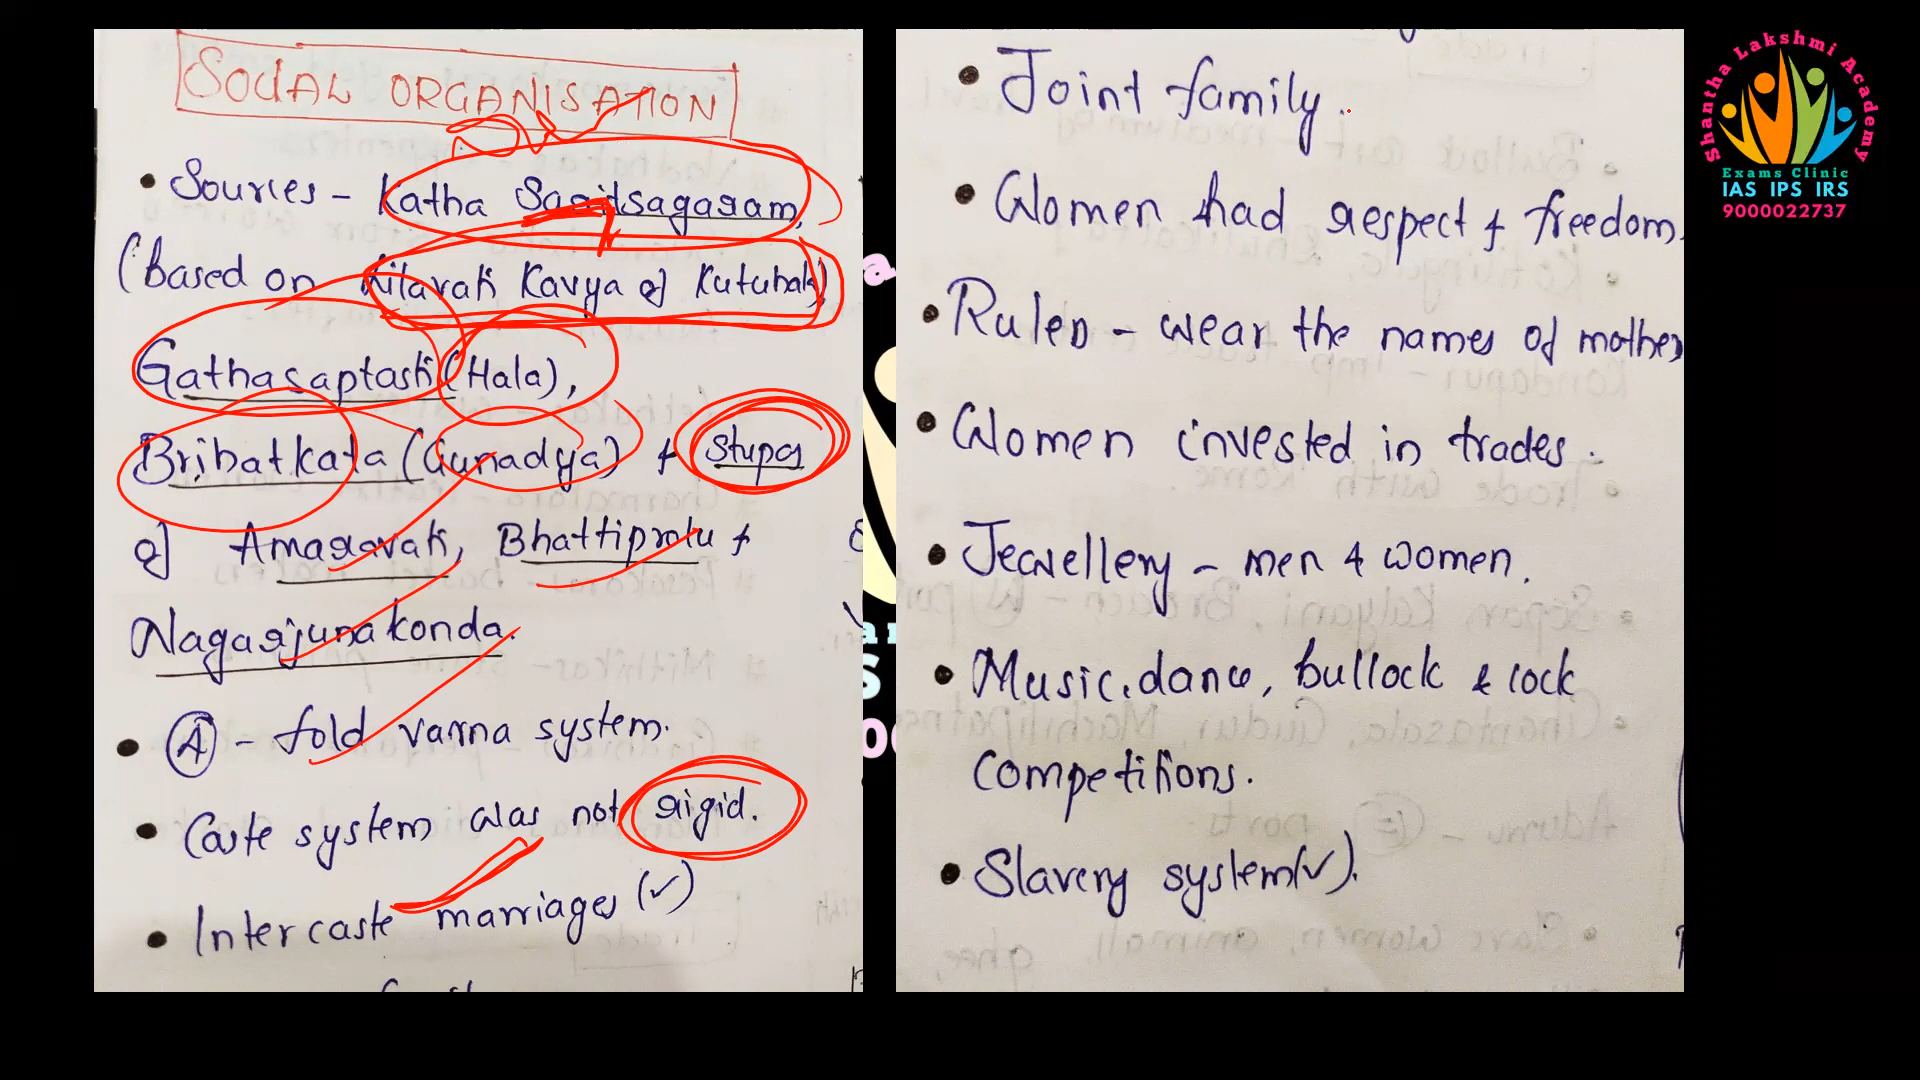 SOCIAL ORGANISATION
• Sources - Katha Saritsagaram,
(based on Lilavati Kavya of Kutuhala)
Gathasaptasti (Hala),
Brihatkata (Gunadya) & Stupas
of Amaravati, Bhattiprolu &
Nagarjunakonda.
• 4 - fold varna system.
• Caste system was not rigid.
• Intercaste marriages (✓)
• Joint family.
• Women had respect & freedom.
• Rulers - wear the names of mother
• Women invested in trades.
• Jewellery - men & women.
• Music, dance, bullock & cock
competitions.
• Slavery system(✓).
Shantha Lakshmi Academy
Exams Clinic
IAS IPS IRS
9000022737